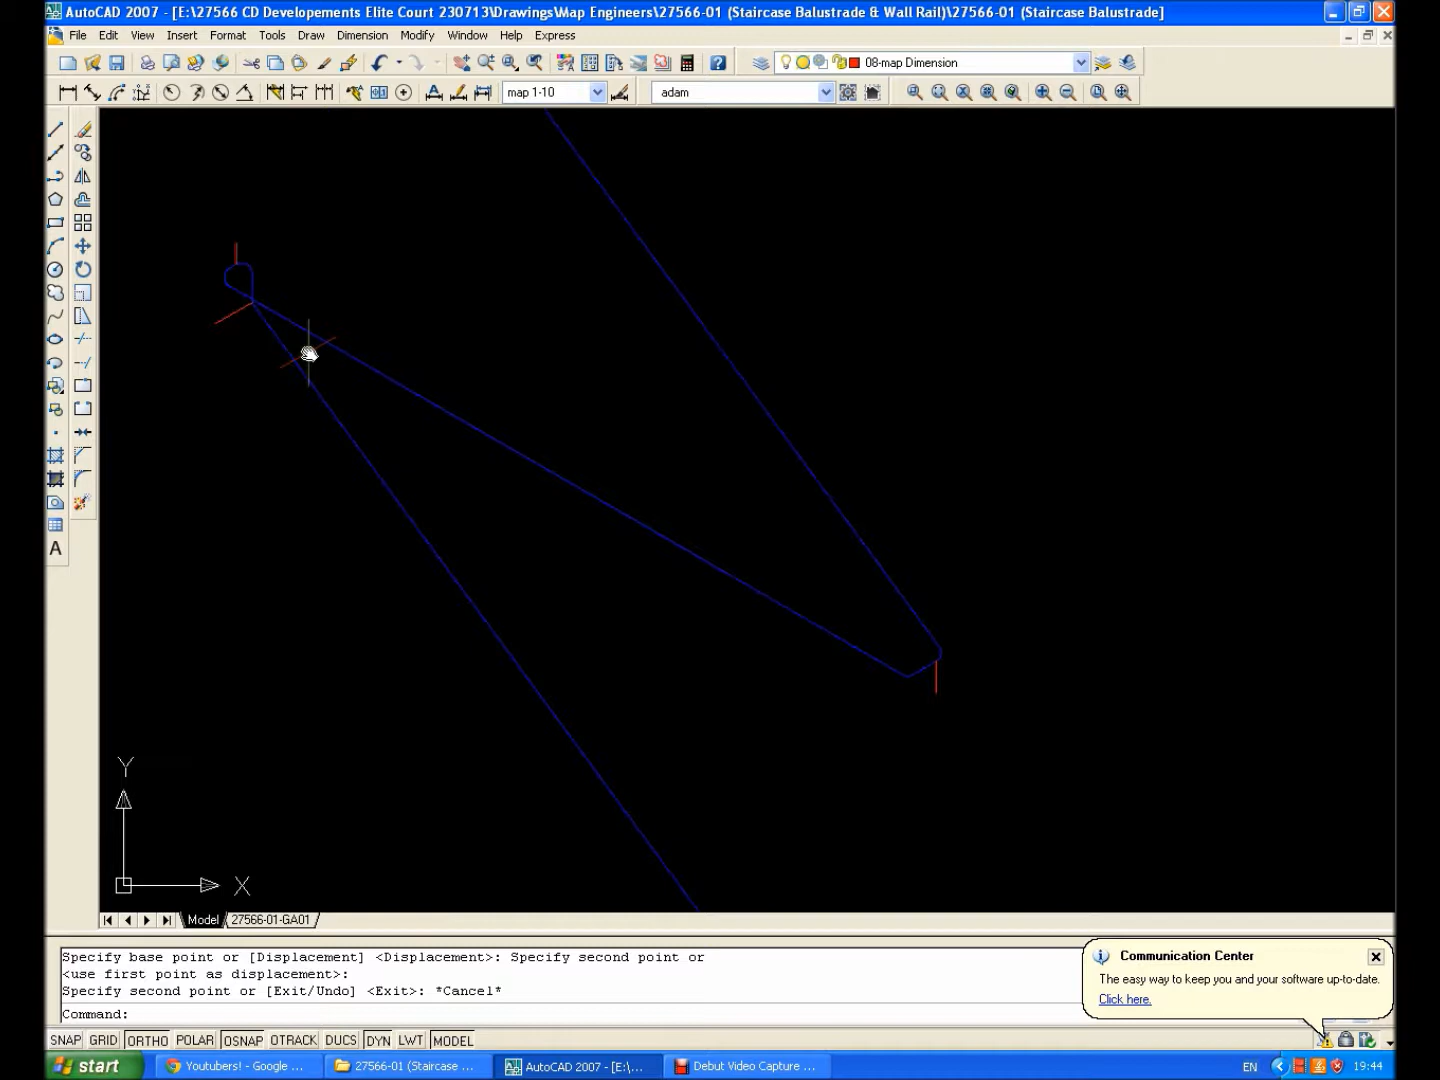 AutoCAD 2007 - [E:\27566 CD Developements Elite Court 230713\Drawings\Map Engineers\27566-01 (Staircase Balustrade & Wall Rail)\27566-01 (Staircase Balustrade)]
File Edit View Insert Format Tools Draw Dimension Modify Window Help Express
08-map Dimension
map 1-10 adam
A
Y
X
Model 27566-01-GA01
Specify base point or [Displacement] <Displacement>: Specify second point or
<use first point as displacement>:
Specify second point or [Exit/Undo] <Exit>: *Cancel*
Command:
Communication Center
The easy way to keep you and your software up-to-date.
Click here.
SNAP GRID ORTHO POLAR OSNAP OTRACK DUCS DYN LWT MODEL
start Youtubers! - Google ... 27566-01 (Staircase ... AutoCAD 2007 - [E:\... Debut Video Capture ... EN 19:44